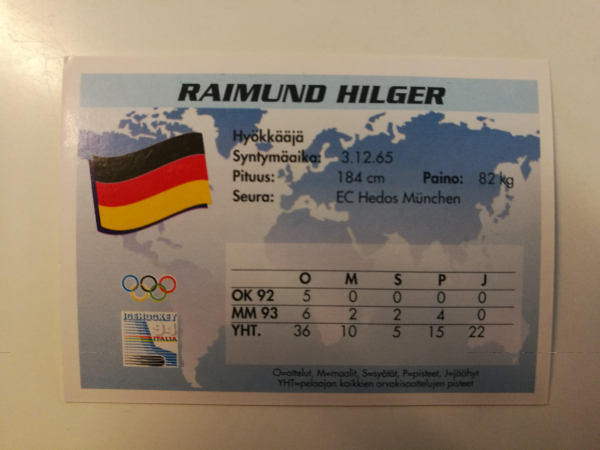 RAIMUND HILGER
Hyökkääjä
Syntymäaika: 3.12.65
Pituus: 184 cm Paino: 82 kg
Seura: EC Hedos München
O M S P J
OK 92 5 0 0 0 0
MM 93 6 2 2 4 0
YHT. 36 10 5 15 22
ICEHOCKEY
94
ITALIA
O=ottelut, M=maalit, S=syötöt, P=pisteet, J=jäähyt
YHT=pelaajan kaikkien arvokisaottelujen pisteet